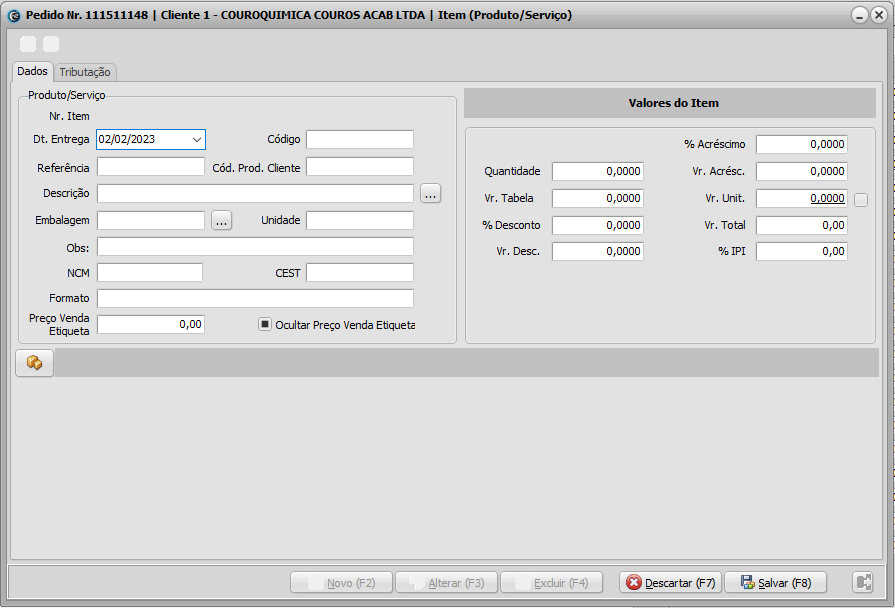 Pedido Nr. 111511148 | Cliente 1 - COUROQUIMICA COUROS ACAB LTDA | Item (Produto/Serviço)
Dados Tributação
Produto/Serviço
Nr. Item
Dt. Entrega 02/02/2023 Código
Referência Cód. Prod. Cliente
Descrição ...
Embalagem ... Unidade
Obs:
NCM CEST
Formato
Preço Venda
Etiqueta 0,00 Ocultar Preço Venda Etiqueta
Valores do Item
% Acréscimo 0,0000
Quantidade 0,0000 Vr. Acrésc. 0,0000
Vr. Tabela 0,0000 Vr. Unit. 0,0000
% Desconto 0,0000 Vr. Total 0,00
Vr. Desc. 0,0000 % IPI 0,00
Novo (F2) Alterar (F3) Excluir (F4) Descartar (F7) Salvar (F8)